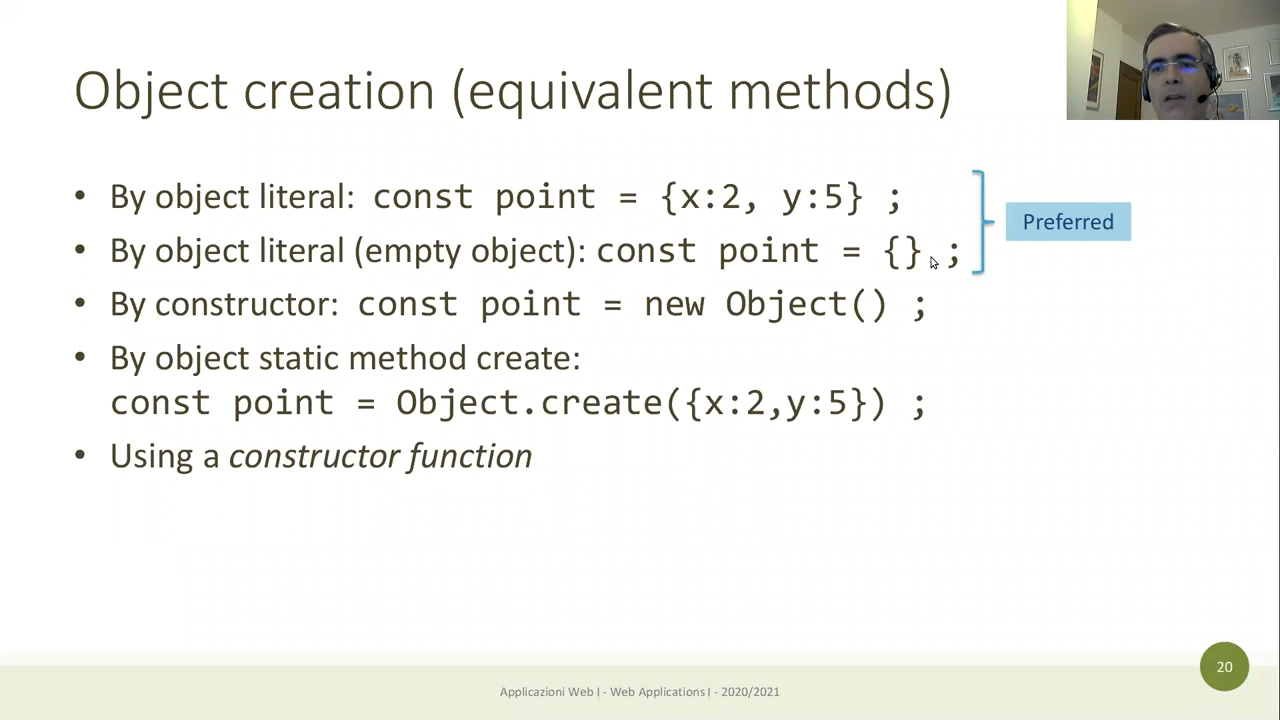 Object creation (equivalent methods)
• By object literal: const point = {x:2, y:5} ;
• By object literal (empty object): const point = {} ;
Preferred
• By constructor: const point = new Object() ;
• By object static method create:
const point = Object.create({x:2,y:5}) ;
• Using a constructor function
20
Applicazioni Web I - Web Applications I - 2020/2021